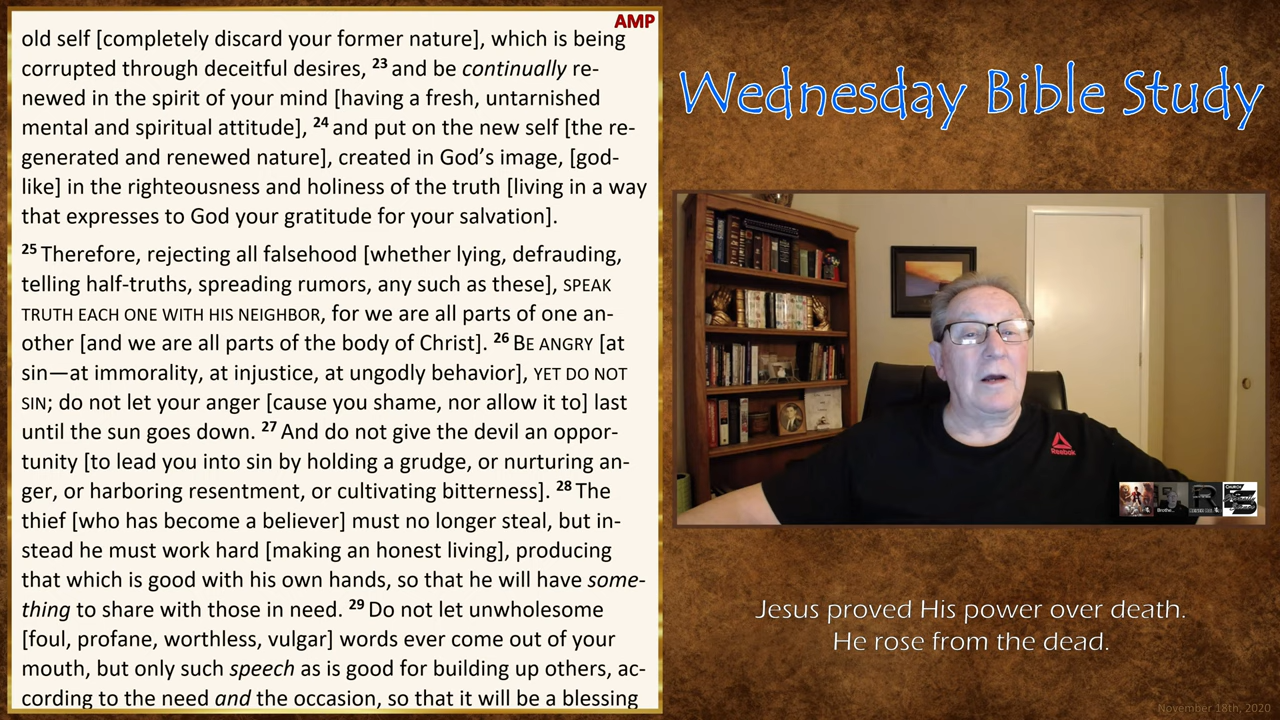 AMP
old self [completely discard your former nature], which is being
corrupted through deceitful desires, 23 and be continually re-
newed in the spirit of your mind [having a fresh, untarnished
mental and spiritual attitude], 24 and put on the new self [the re-
generated and renewed nature], created in God’s image, [god-
like] in the righteousness and holiness of the truth [living in a way
that expresses to God your gratitude for your salvation].
25 Therefore, rejecting all falsehood [whether lying, defrauding,
telling half-truths, spreading rumors, any such as these], SPEAK
TRUTH EACH ONE WITH HIS NEIGHBOR, for we are all parts of one an-
other [and we are all parts of the body of Christ]. 26 BE ANGRY [at
sin—at immorality, at injustice, at ungodly behavior], YET DO NOT
SIN; do not let your anger [cause you shame, nor allow it to] last
until the sun goes down. 27 And do not give the devil an oppor-
tunity [to lead you into sin by holding a grudge, or nurturing an-
ger, or harboring resentment, or cultivating bitterness]. 28 The
thief [who has become a believer] must no longer steal, but in-
stead he must work hard [making an honest living], producing
that which is good with his own hands, so that he will have some-
thing to share with those in need. 29 Do not let unwholesome
[foul, profane, worthless, vulgar] words ever come out of your
mouth, but only such speech as is good for building up others, ac-
cording to the need and the occasion, so that it will be a blessing
Wednesday Bible Study
Reebok
Brothe...
Jesus proved His power over death.
He rose from the dead.
November 18th, 2020